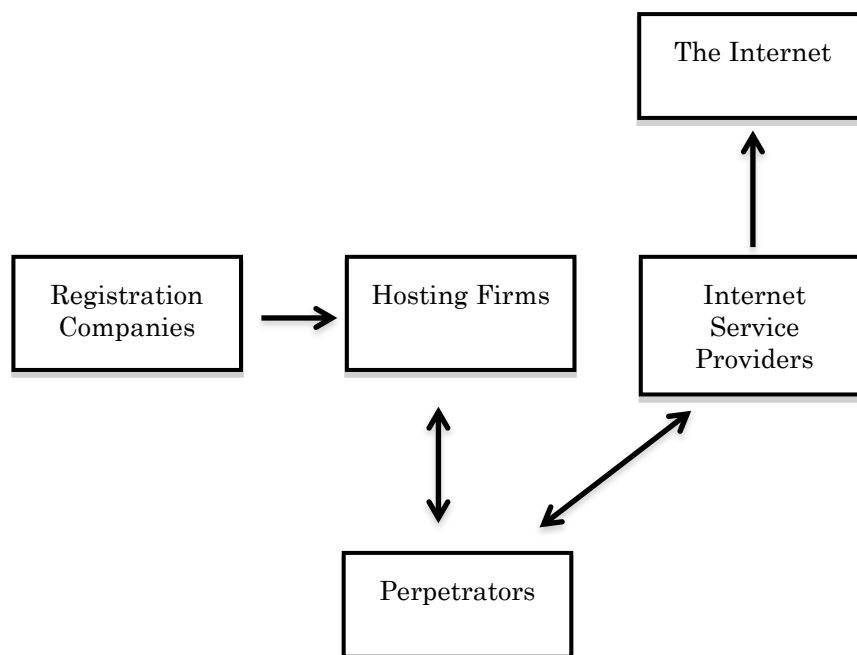 The Internet
Registration
Companies
Hosting Firms
Internet
Service
Providers
Perpetrators